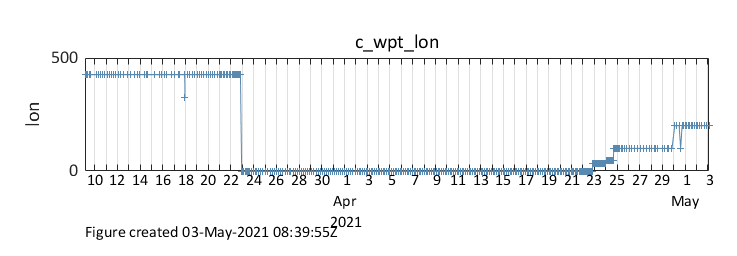 c_wpt_lon
500
lon
0
10 12 14 16 18 20 22 24 26 28 30 1 3 5 7 9 11 13 15 17 19 21 23 25 27 29 1 3
Apr May
2021
Figure created 03-May-2021 08:39:55Z